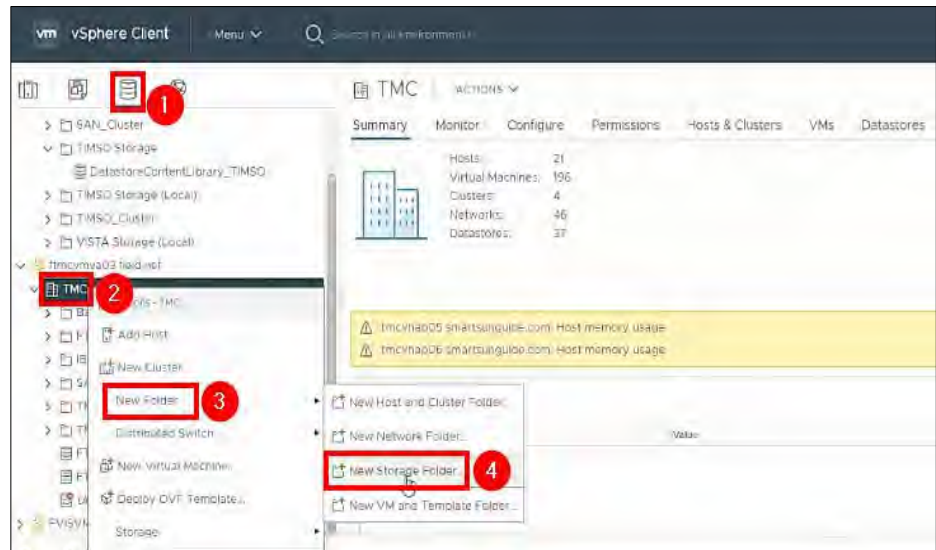 vm vSphere Client Menu Search in all environments
1
SAN_Cluster
TIMSO Storage
DatastoreContentLibrary_TIMSO
TIMSO Storage (Local)
TIMSO_Cluster
VISTA Storage (Local)
TMC
2
TMC ACTIONS
Summary Monitor Configure Permissions Hosts & Clusters VMs Datastores
Hosts: 21
Virtual Machines: 196
Clusters: 4
Networks: 46
Datastores: 37
Add Host
New Cluster
New Folder
3
Distributed Switch
New Virtual Machine...
Deploy OVF Template...
Storage
New Host and Cluster Folder...
New Network Folder...
New Storage Folder...
4
New VM and Template Folder...
Host memory usage
Host memory usage
Value